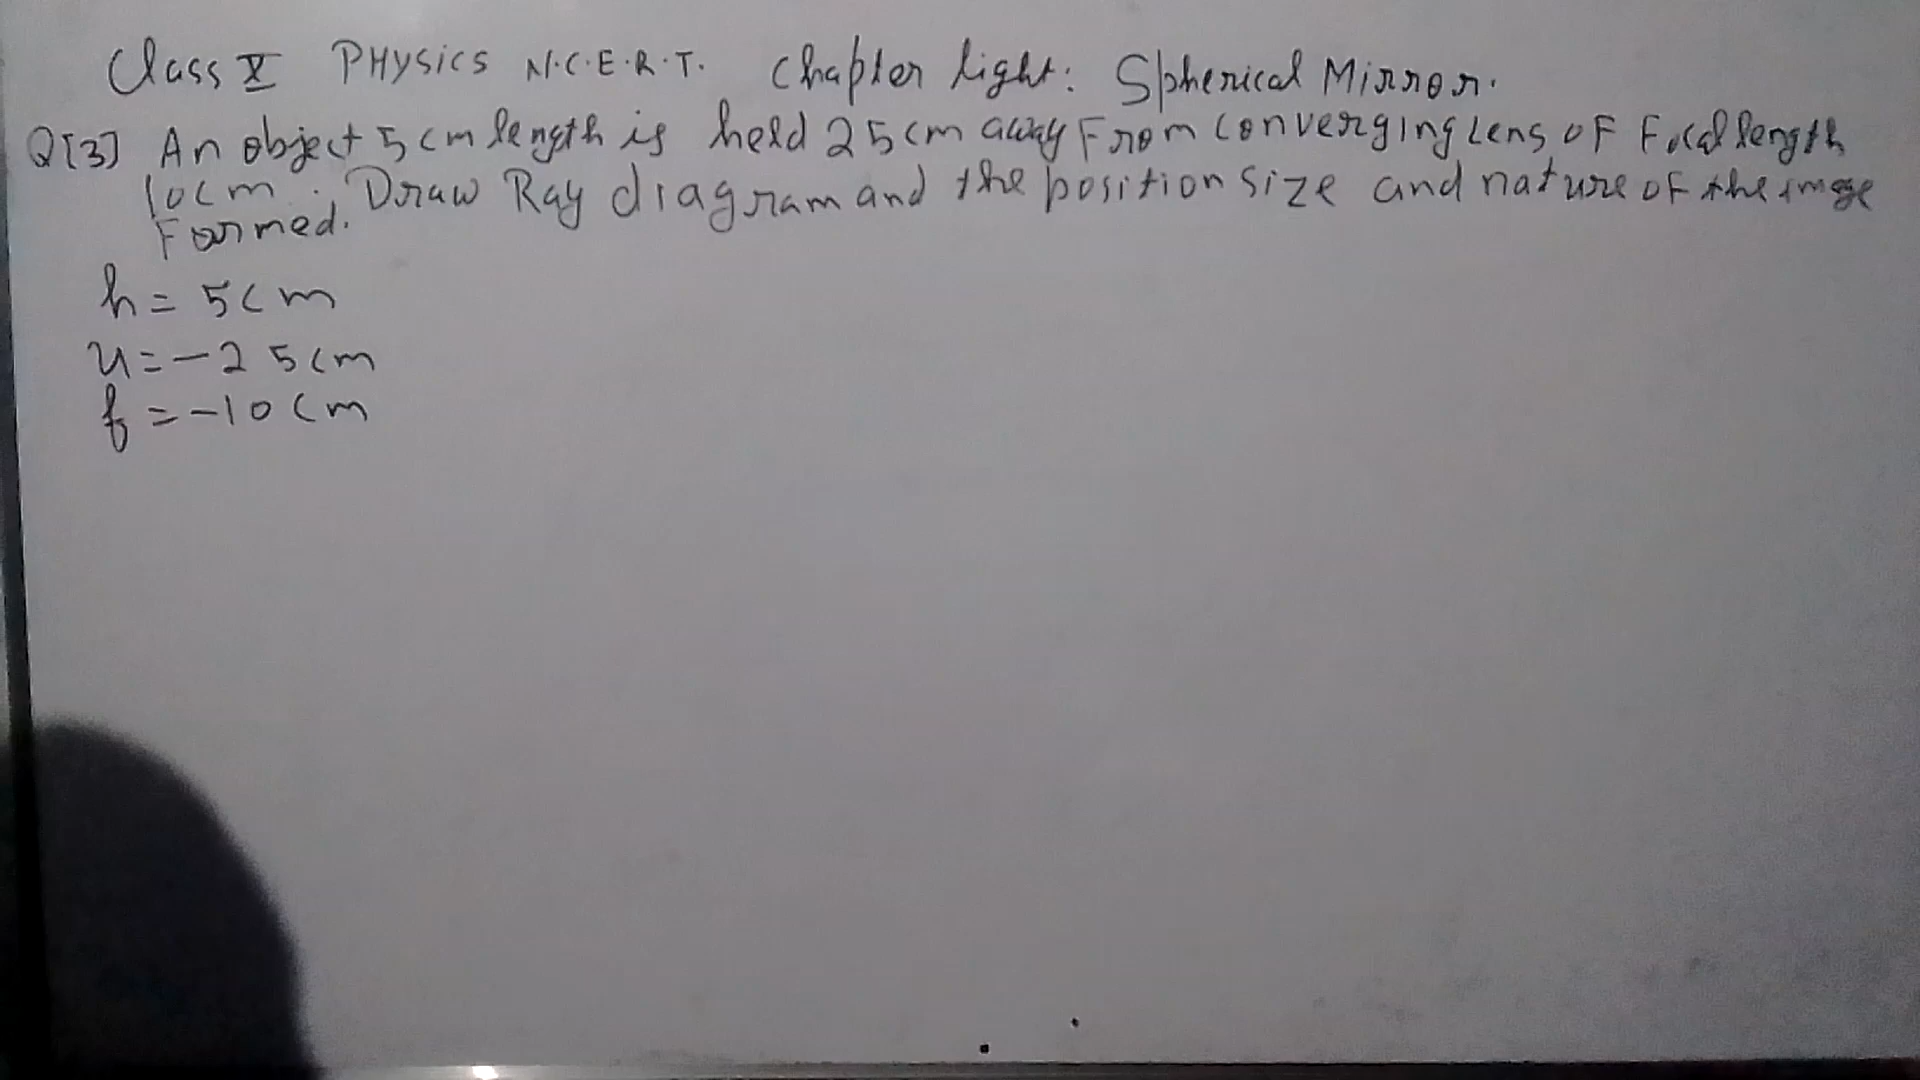 Class X PHysics N.C.E.R.T. Chapter light: Spherical Mirror.
Q[3] An object 5cm length is held 25cm away From converging Lens of Focal length
10cm. Draw Ray diagram and the position size and nature of the image
Formed.
h = 5cm
u = -25cm
f = -10cm